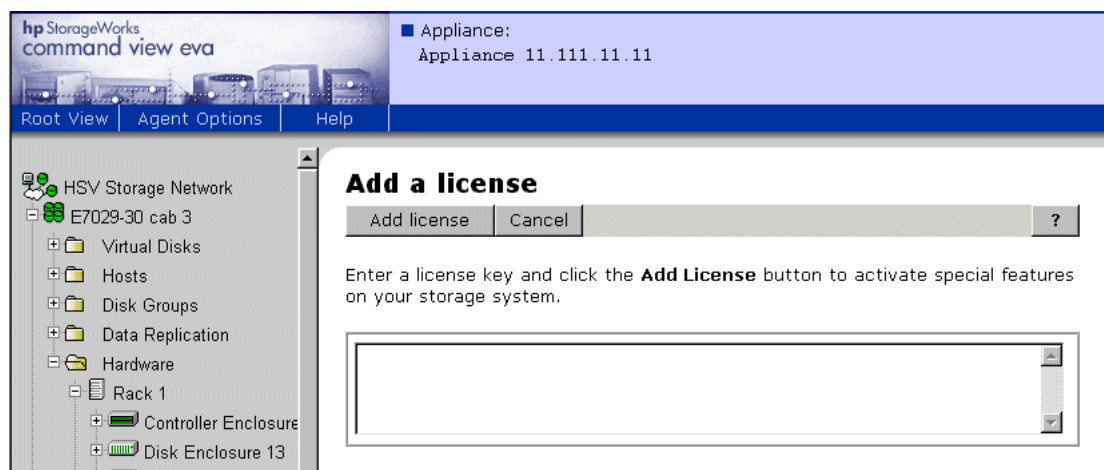 hp StorageWorks
command view eva
Appliance:
Appliance 11.111.11.11
Root View
Agent Options
Help
HSV Storage Network
E7029-30 cab 3
Virtual Disks
Hosts
Disk Groups
Data Replication
Hardware
Rack 1
Controller Enclosure
Disk Enclosure 13
Add a license
Add license
Cancel
?
Enter a license key and click the Add License button to activate special features
on your storage system.